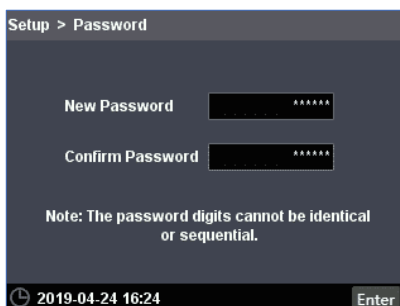 Setup > Password
New Password ******
Confirm Password ******
Note: The password digits cannot be identical
or sequential.
2019-04-24 16:24 Enter